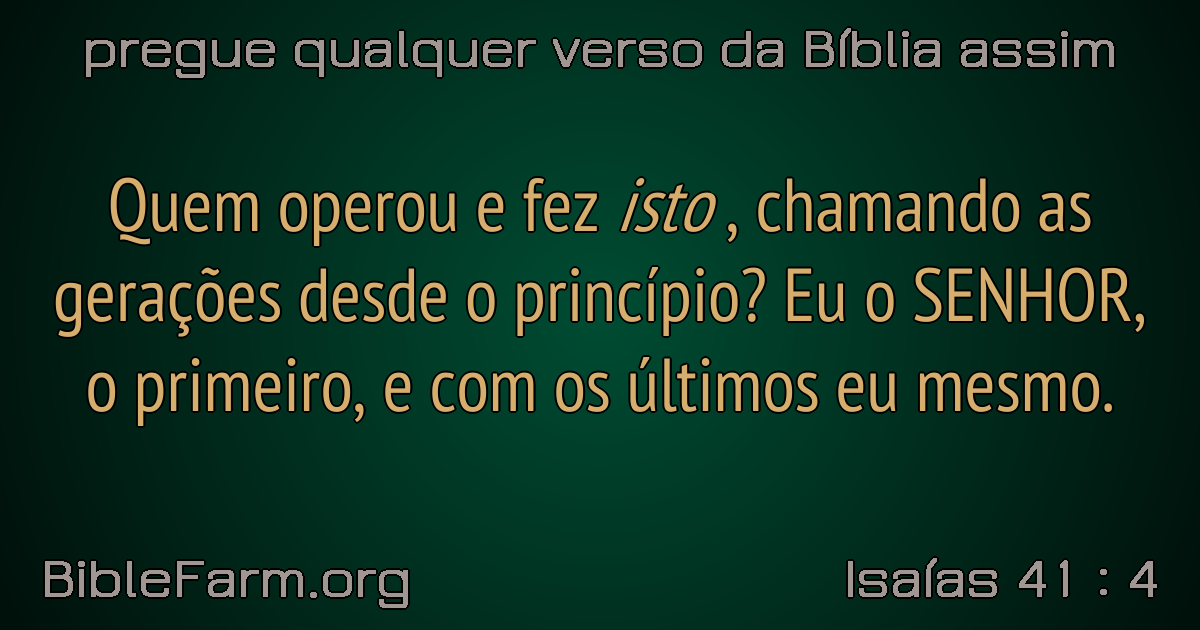 pregue qualquer verso da Bíblia assim
Quem operou e fez isto , chamando as
gerações desde o princípio? Eu o SENHOR,
o primeiro, e com os últimos eu mesmo.
BibleFarm.org
Isaías 41 : 4